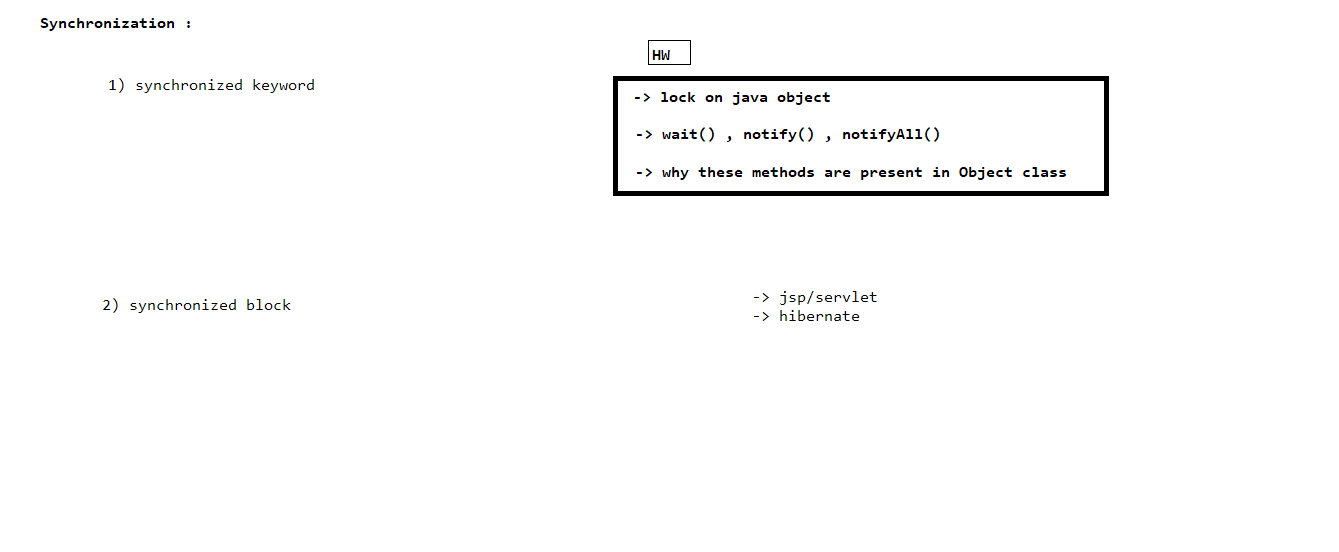 Synchronization :
HW
1) synchronized keyword
-> lock on java object
-> wait() , notify() , notifyAll()
-> why these methods are present in Object class
2) synchronized block
-> jsp/servlet
-> hibernate